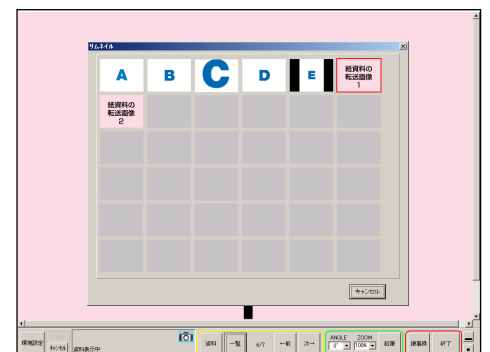 サムネイル
A
B
C
D
E
紙資料の
転送画像
1
紙資料の
転送画像
2
キャンセル
環境設定
キャンセル
資料表示中
資料
一覧
6/7
←前
次→
ANGLE
ZOOM
0°
100%
鉛筆
議事録
終了